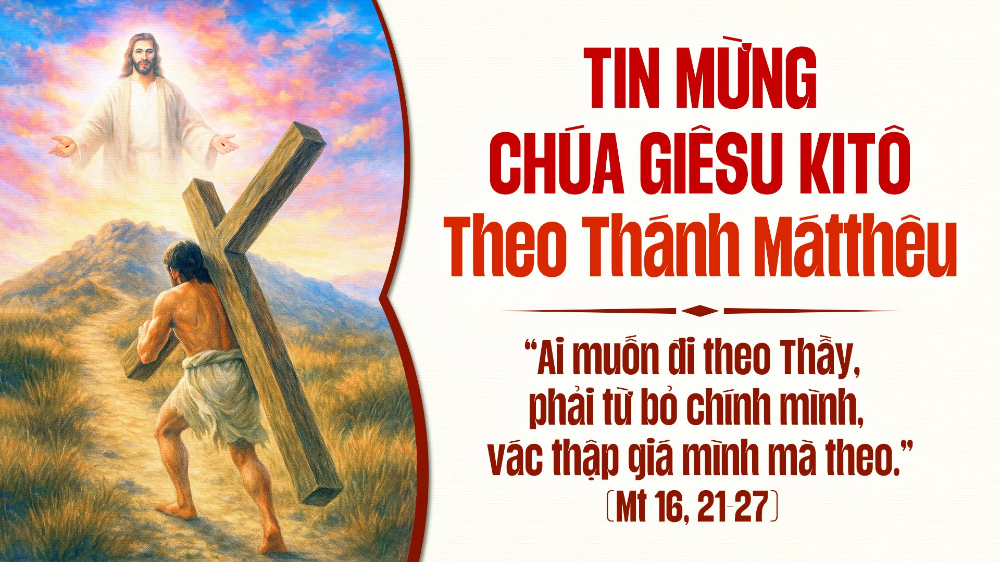 TIN MỪNG
CHÚA GIÊSU KITÔ
Theo Thánh Mátthêu
“Ai muốn đi theo Thầy,
phải từ bỏ chính mình,
vác thập giá mình mà theo.”
(Mt 16, 21-27)